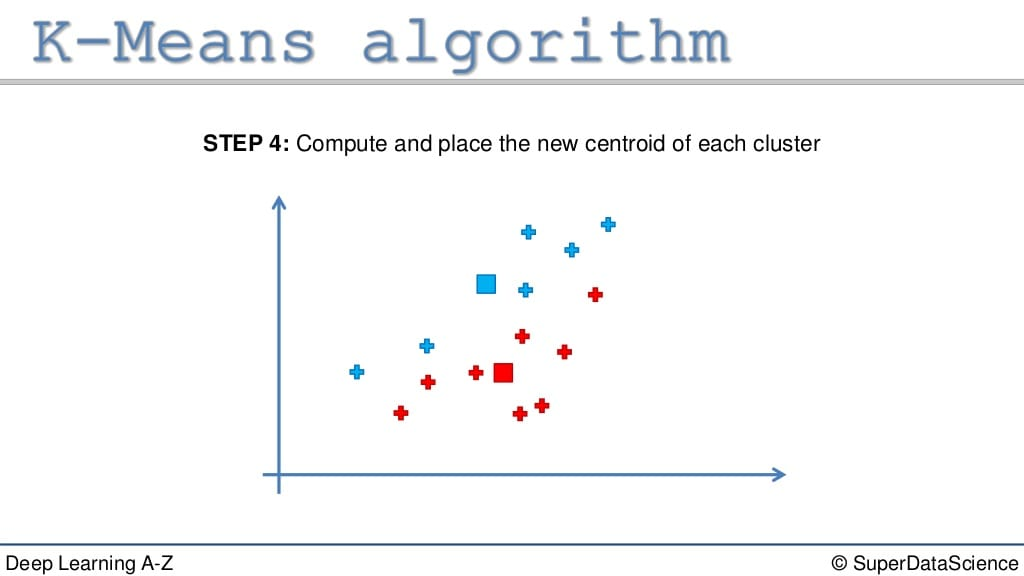 K-Means algorithm
STEP 4: Compute and place the new centroid of each cluster
Deep Learning A-Z
© SuperDataScience